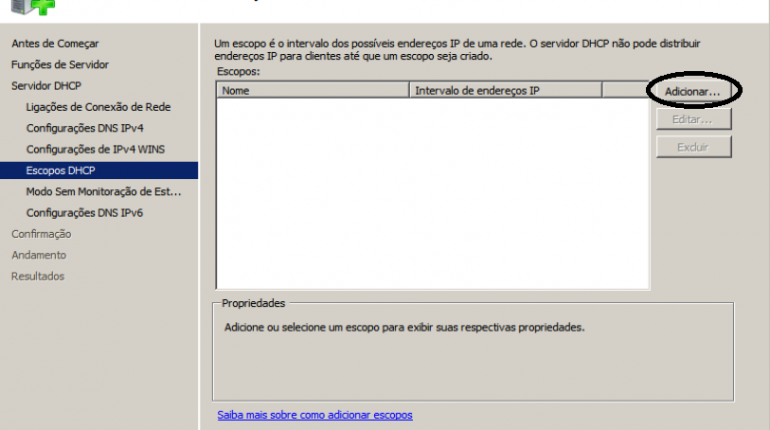 Antes de Começar
Funções de Servidor
Servidor DHCP
Ligações de Conexão de Rede
Configurações DNS IPv4
Configurações de IPv4 WINS
Escopos DHCP
Modo Sem Monitoração de Est...
Configurações DNS IPv6
Confirmação
Andamento
Resultados
Um escopo é o intervalo dos possíveis endereços IP de uma rede. O servidor DHCP não pode distribuir
endereços IP para clientes até que um escopo seja criado.
Escopos:
Nome Intervalo de endereços IP
Adicionar...
Editar...
Excluir
Propriedades
Adicione ou selecione um escopo para exibir suas respectivas propriedades.
Saiba mais sobre como adicionar escopos